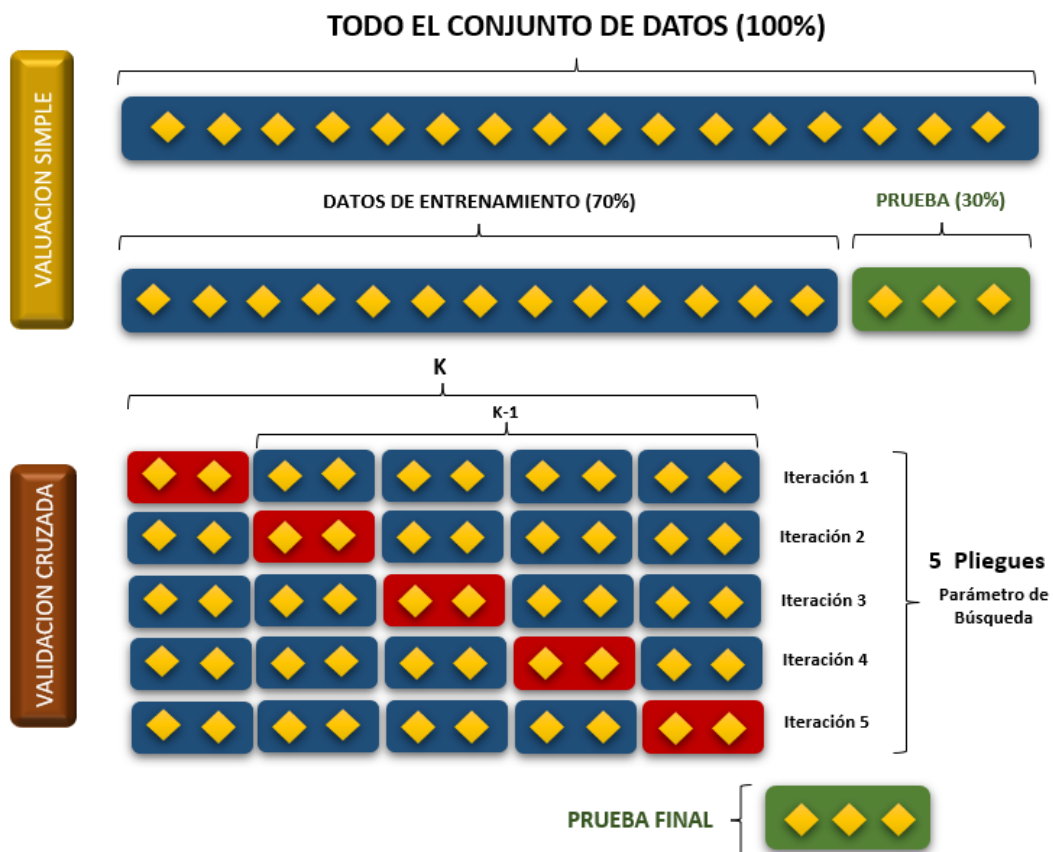 TODO EL CONJUNTO DE DATOS (100%)
VALUACION SIMPLE
DATOS DE ENTRENAMIENTO (70%)
PRUEBA (30%)
K
K-1
VALIDACION CRUZADA
Iteración 1
Iteración 2
Iteración 3
Iteración 4
Iteración 5
5 Pliegues
Parámetro de
Búsqueda
PRUEBA FINAL